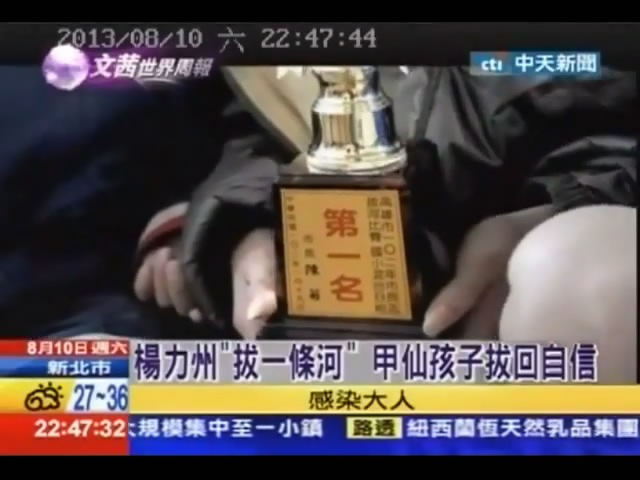 2013/08/10 六 22:47:44
文茜世界周報
cti 中天新聞
第一名
市長 陳菊
8月10日週六
新北市
27~36
22:47:32
楊力州"拔一條河" 甲仙孩子拔回自信
感染大人
大規模集中至一小鎮 路透 紐西蘭恆天然乳品集團